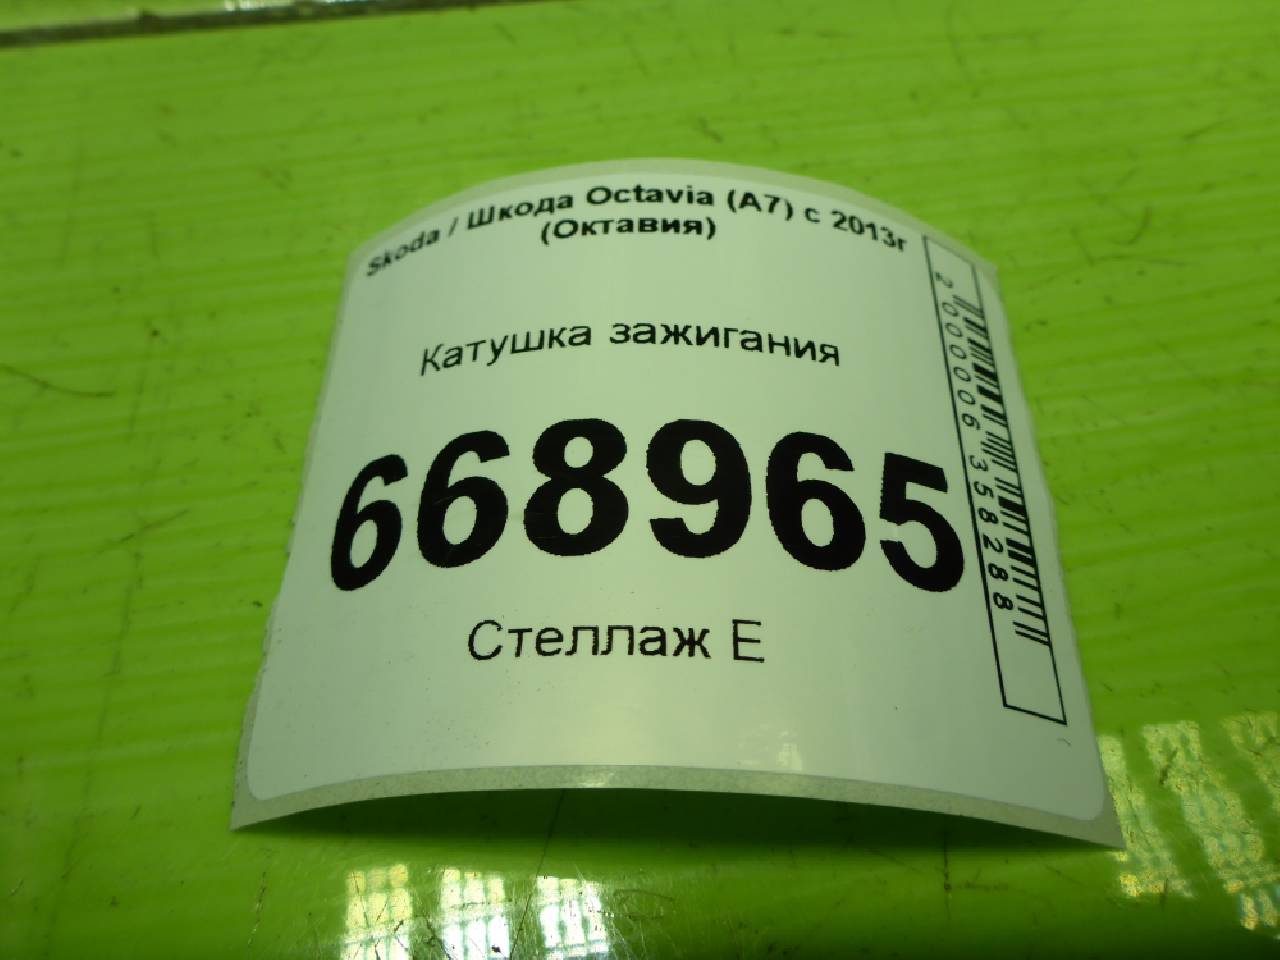 Skoda / Шкода Octavia (A7) с 2013г
(Октавия)
Катушка зажигания
668965
Стеллаж Е
2000006358288